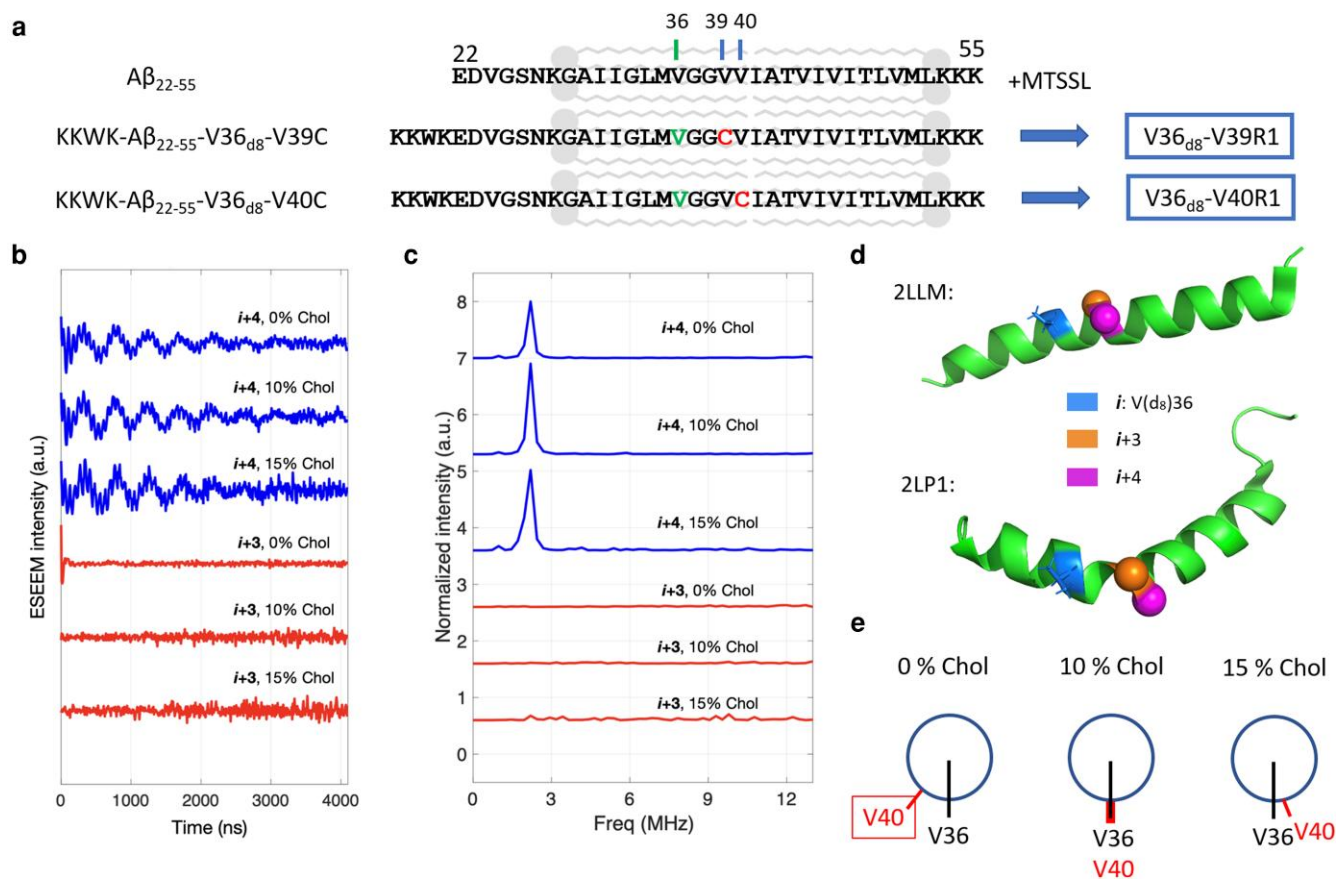 a
36 39 40
22 55
Aβ22-55 EDVGSNKGAIIGLMVGGVVIATVIVITLVMLKKK +MTSSL
KKWK-Aβ22-55-V36d8-V39C KKWKEDVGSNKGAIIGLMVGGCVIATVIVITLVMLKKK V36d8-V39R1
KKWK-Aβ22-55-V36d8-V40C KKWKEDVGSNKGAIIGLMVGGVCIATVIVITLVMLKKK V36d8-V40R1
b
ESEEM intensity (a.u.)
i+4, 0% Chol
i+4, 10% Chol
i+4, 15% Chol
i+3, 0% Chol
i+3, 10% Chol
i+3, 15% Chol
0 1000 2000 3000 4000
Time (ns)
c
Normalized intensity (a.u.)
8
7
6
5
4
3
2
1
0
i+4, 0% Chol
i+4, 10% Chol
i+4, 15% Chol
i+3, 0% Chol
i+3, 10% Chol
i+3, 15% Chol
0 3 6 9 12
Freq (MHz)
d
2LLM:
i: V(d8)36
i+3
i+4
2LP1:
e
0 % Chol 10 % Chol 15 % Chol
V40 V36
V36
V40
V36 V40